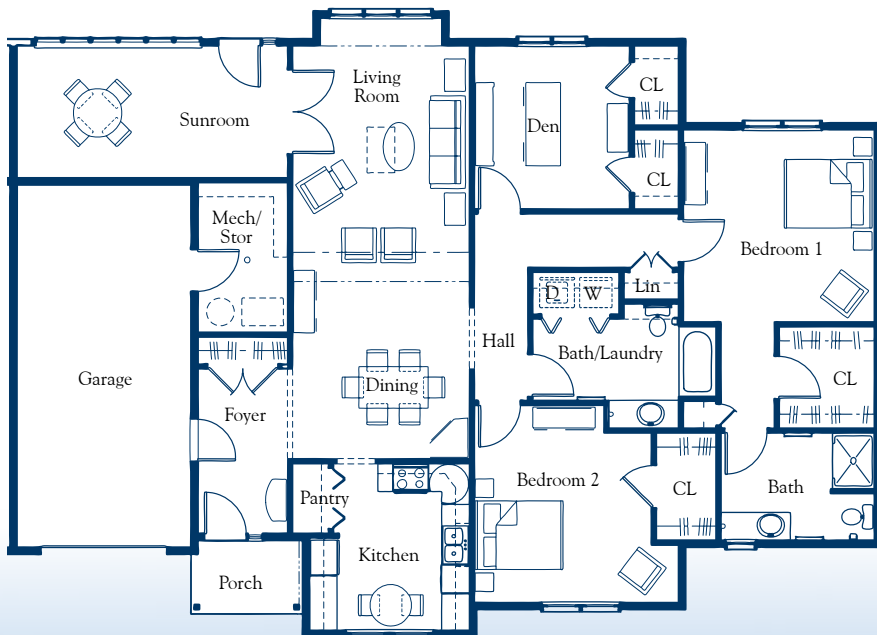 Living
Room
CL
Sunroom
Den
CL
Mech/
Stor
Bedroom 1
Lin
D
W
Hall
Bath/Laundry
Garage
Dining
CL
Foyer
Bedroom 2
Pantry
CL
Bath
Kitchen
Porch